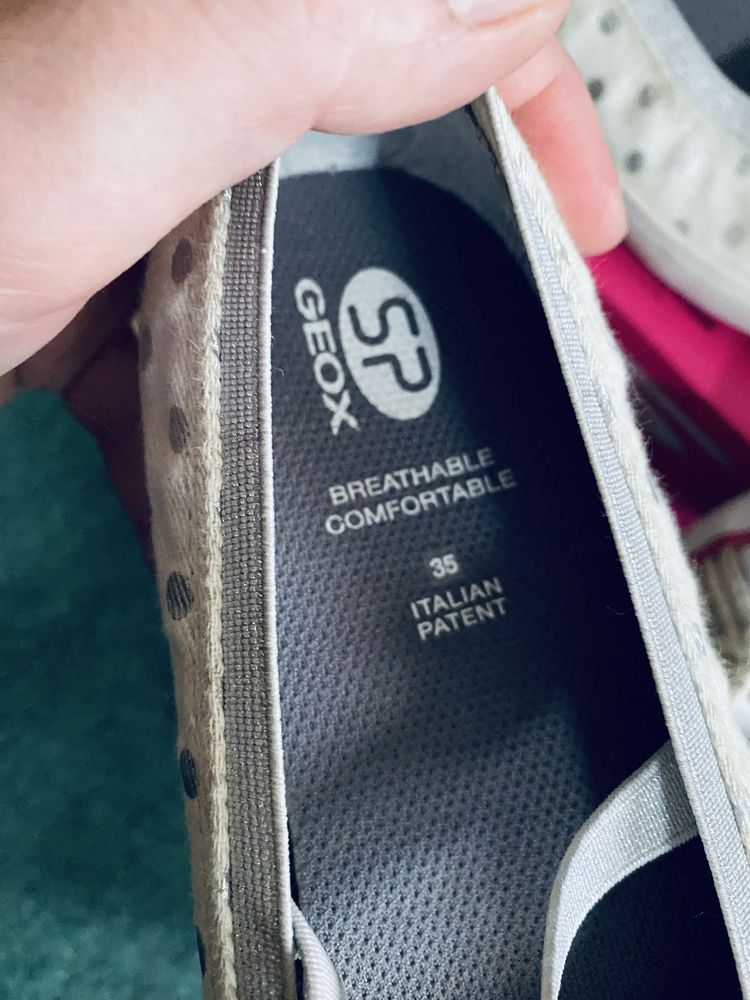 SP
GEOX
BREATHABLE
COMFORTABLE
35
ITALIAN
PATENT